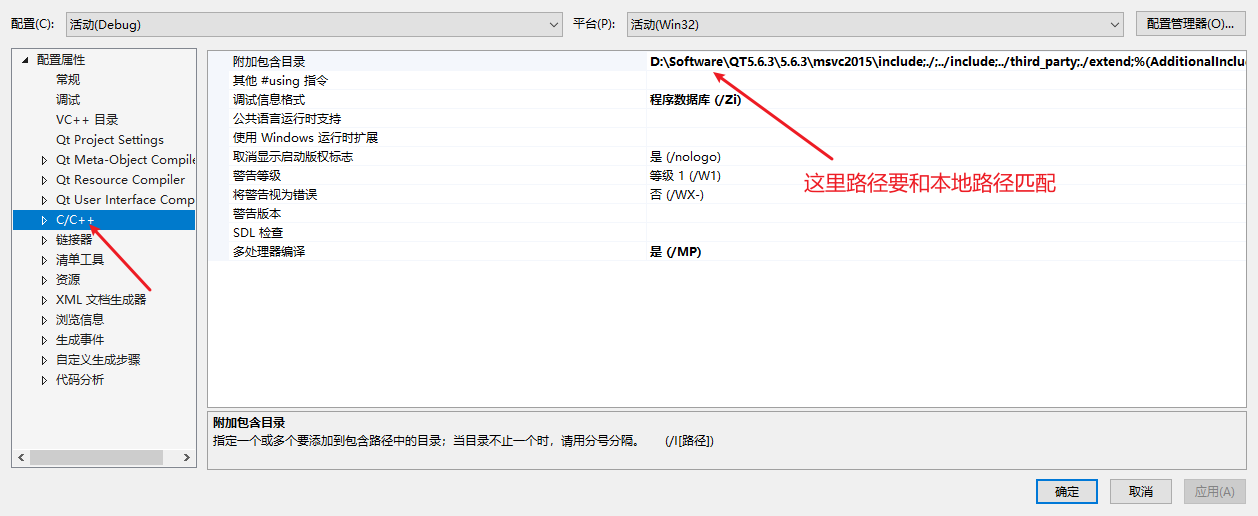 配置(C): 活动(Debug) 平台(P): 活动(Win32) 配置管理器(O)...
配置属性
常规
调试
VC++ 目录
Qt Project Settings
Qt Meta-Object Compile
Qt Resource Compiler
Qt User Interface Comp
C/C++
链接器
清单工具
资源
XML 文档生成器
浏览信息
生成事件
自定义生成步骤
代码分析
附加包含目录 D:\Software\QT5.6.3\5.6.3\msvc2015\include;./;../include;../third_party;./extend;%(AdditionalInclu
其他 #using 指令
调试信息格式 程序数据库 (/Zi)
公共语言运行时支持
使用 Windows 运行时扩展
取消显示启动版权标志 是 (/nologo)
警告等级 等级 1 (/W1)
将警告视为错误 否 (/WX-)
警告版本
SDL 检查
多处理器编译 是 (/MP)
这里路径要和本地路径匹配
附加包含目录
指定一个或多个要添加到包含路径中的目录；当目录不止一个时，请用分号分隔。 (/I[路径])
确定 取消 应用(A)